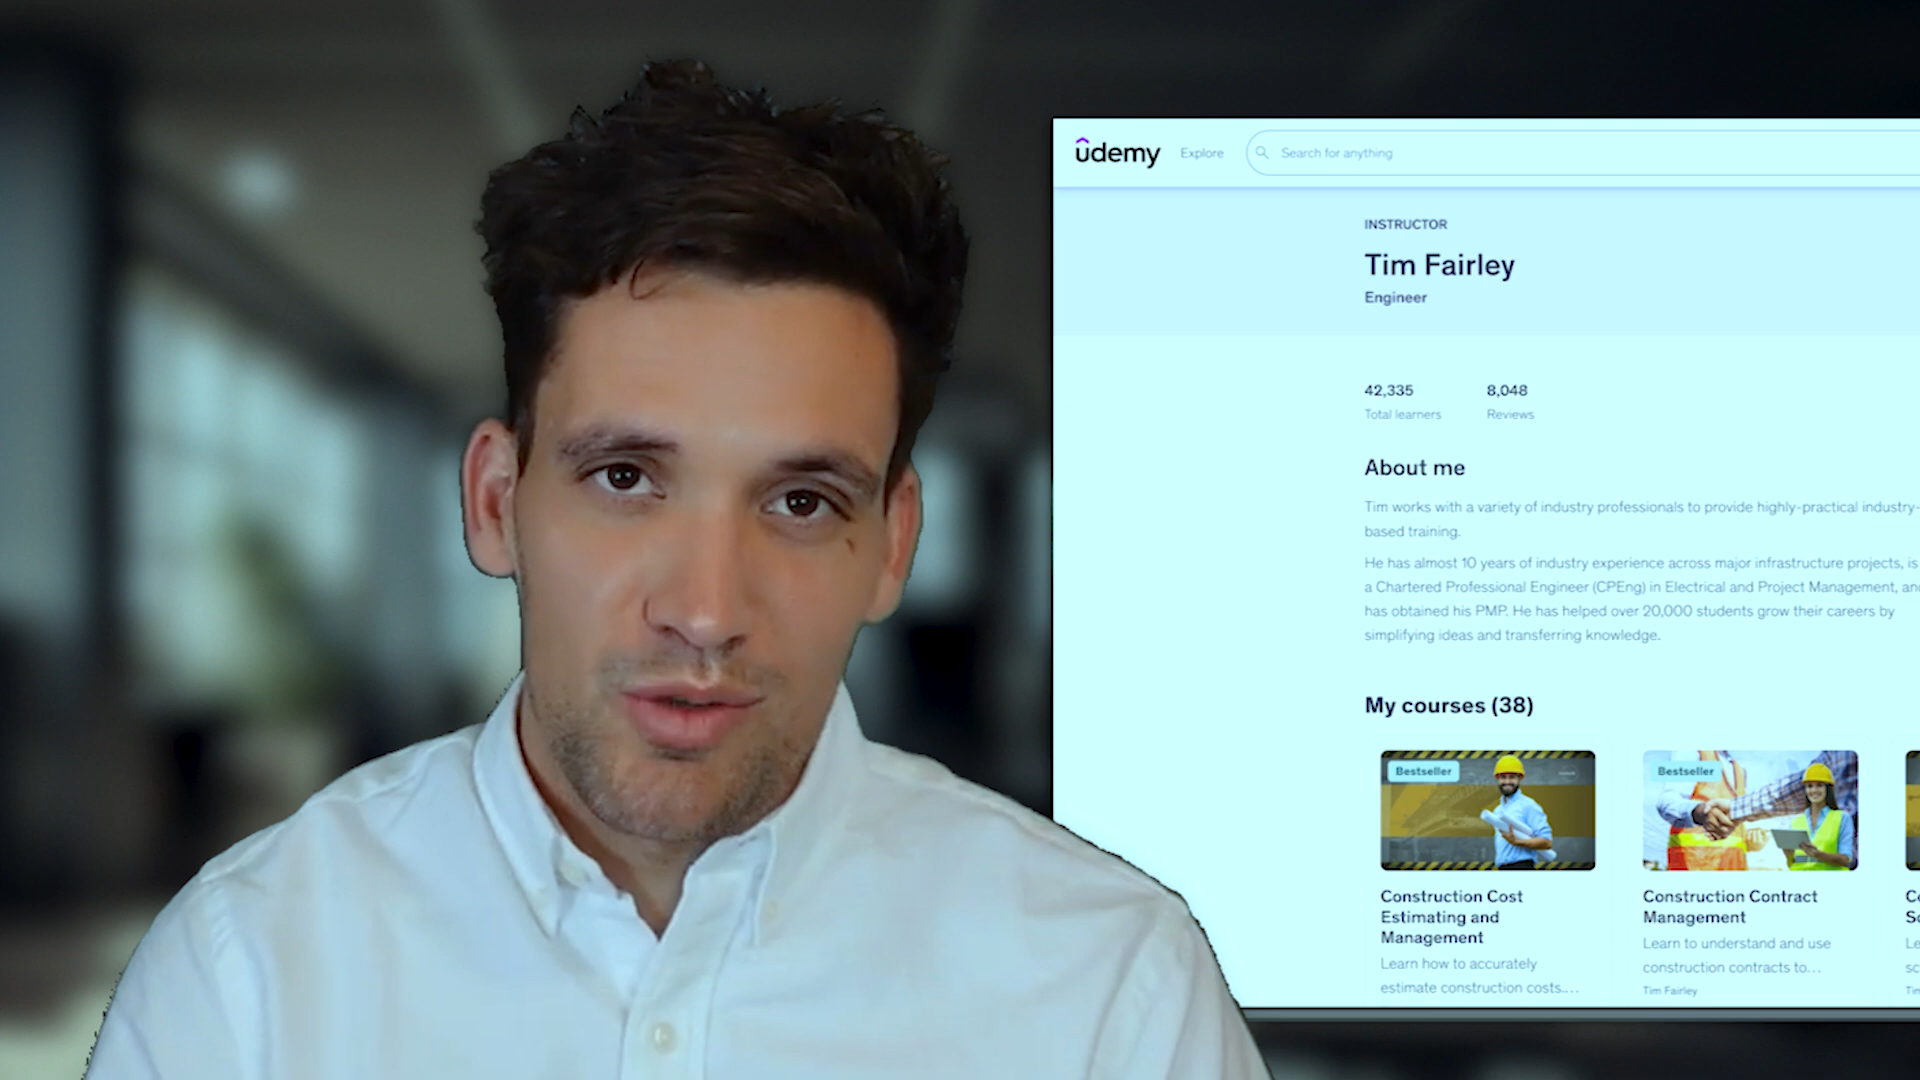 udemy
Explore
Search for anything
INSTRUCTOR
Tim Fairley
Engineer
42,335
8,048
Total learners
Reviews
About me
Tim works with a variety of industry professionals to provide highly-practical industry-
based training.
He has almost 10 years of industry experience across major infrastructure projects, is
a Chartered Professional Engineer (CPEng) in Electrical and Project Management, and
has obtained his PMP. He has helped over 20,000 students grow their careers by
simplifying ideas and transferring knowledge.
My courses (38)
Bestseller
Bestseller
Construction Cost
Estimating and
Management
Learn how to accurately
estimate construction costs....
Construction Contract
Management
Learn to understand and use
construction contracts to...
Tim Fairley